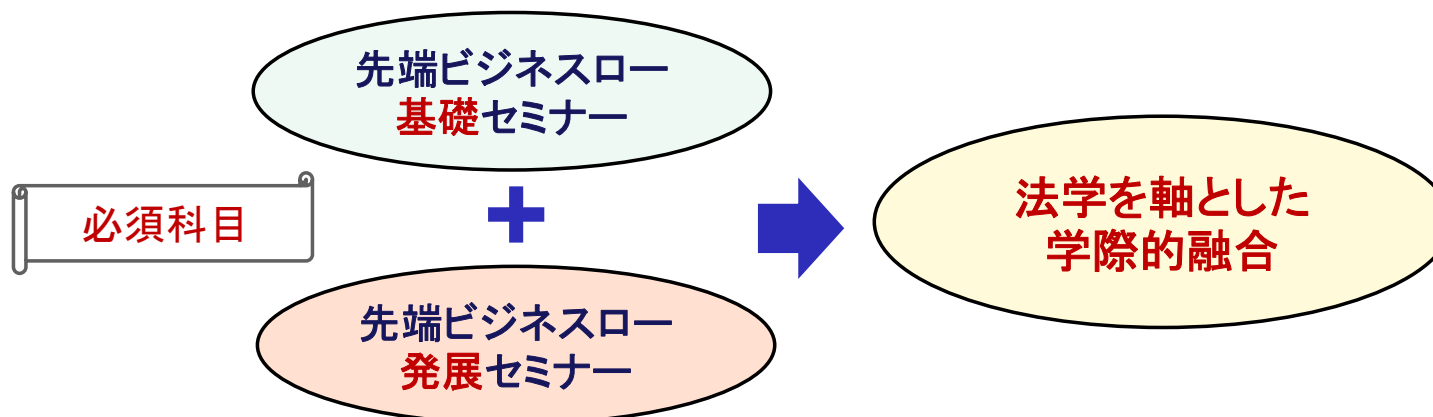 先端ビジネスロー
基礎セミナー
必須科目
先端ビジネスロー
発展セミナー
法学を軸とした
学際的融合